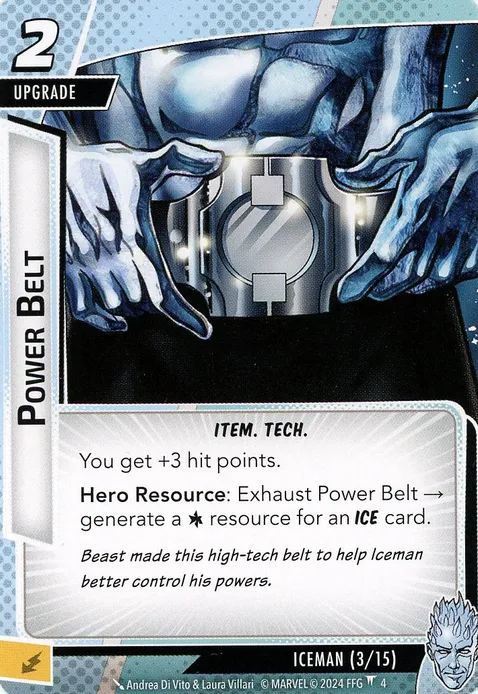 2
UPGRADE
POWER BELT
ITEM. TECH.
You get +3 hit points.
Hero Resource: Exhaust Power Belt →
generate a resource for an ICE card.
Beast made this high-tech belt to help Iceman
better control his powers.
ICEMAN (3/15)
Andrea Di Vito & Laura Villari © MARVEL © 2024 FFG 4